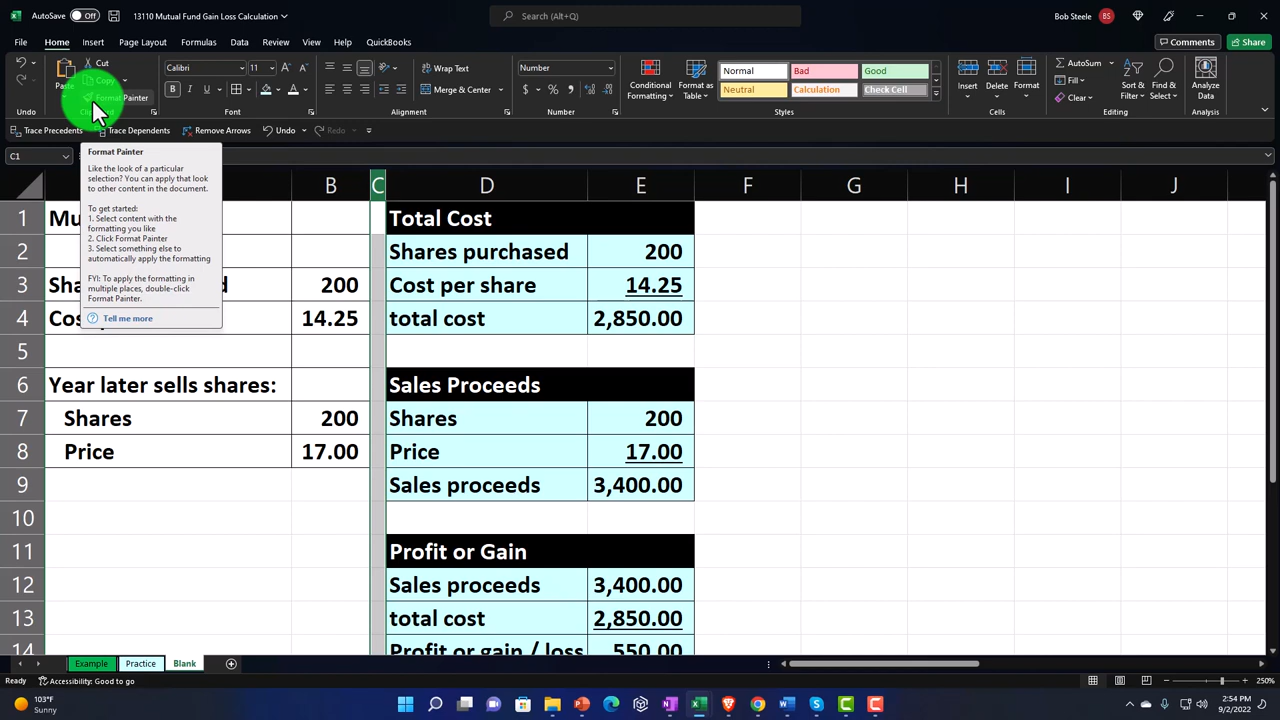 AutoSave Off 13110 Mutual Fund Gain Loss Calculation Search (Alt+Q) Bob Steele BS
File Home Insert Page Layout Formulas Data Review View Help QuickBooks Comments Share
Cut
Copy
Format Painter
Paste
Undo
Calibri 11
B I U
Font
Wrap Text
Merge & Center
Alignment
Number
$ % ,
Number
Conditional Formatting
Format as Table
Normal Bad Good
Neutral Calculation Check Cell
Styles
Insert Delete Format
Cells
AutoSum
Fill
Clear
Sort & Filter
Find & Select
Editing
Analyze Data
Analysis
Trace Precedents Trace Dependents Remove Arrows Undo Redo
C1
Format Painter
Like the look of a particular
selection? You can apply that look
to other content in the document.
To get started:
1. Select content with the
formatting you like
2. Click Format Painter
3. Select something else to
automatically apply the formatting
FYI: To apply the formatting in
multiple places, double-click
Format Painter.
Tell me more
B C D E F G H I J
1 Mu Total Cost
2 Shares purchased 200
3 Sha d 200 Cost per share 14.25
4 Cos 14.25 total cost 2,850.00
5
6 Year later sells shares: Sales Proceeds
7 Shares 200 Shares 200
8 Price 17.00 Price 17.00
9 Sales proceeds 3,400.00
10
11 Profit or Gain
12 Sales proceeds 3,400.00
13 total cost 2,850.00
14 Profit or gain / loss 550.00
Example Practice Blank
Ready Accessibility: Good to go 250%
103°F
Sunny
2:54 PM
9/2/2022